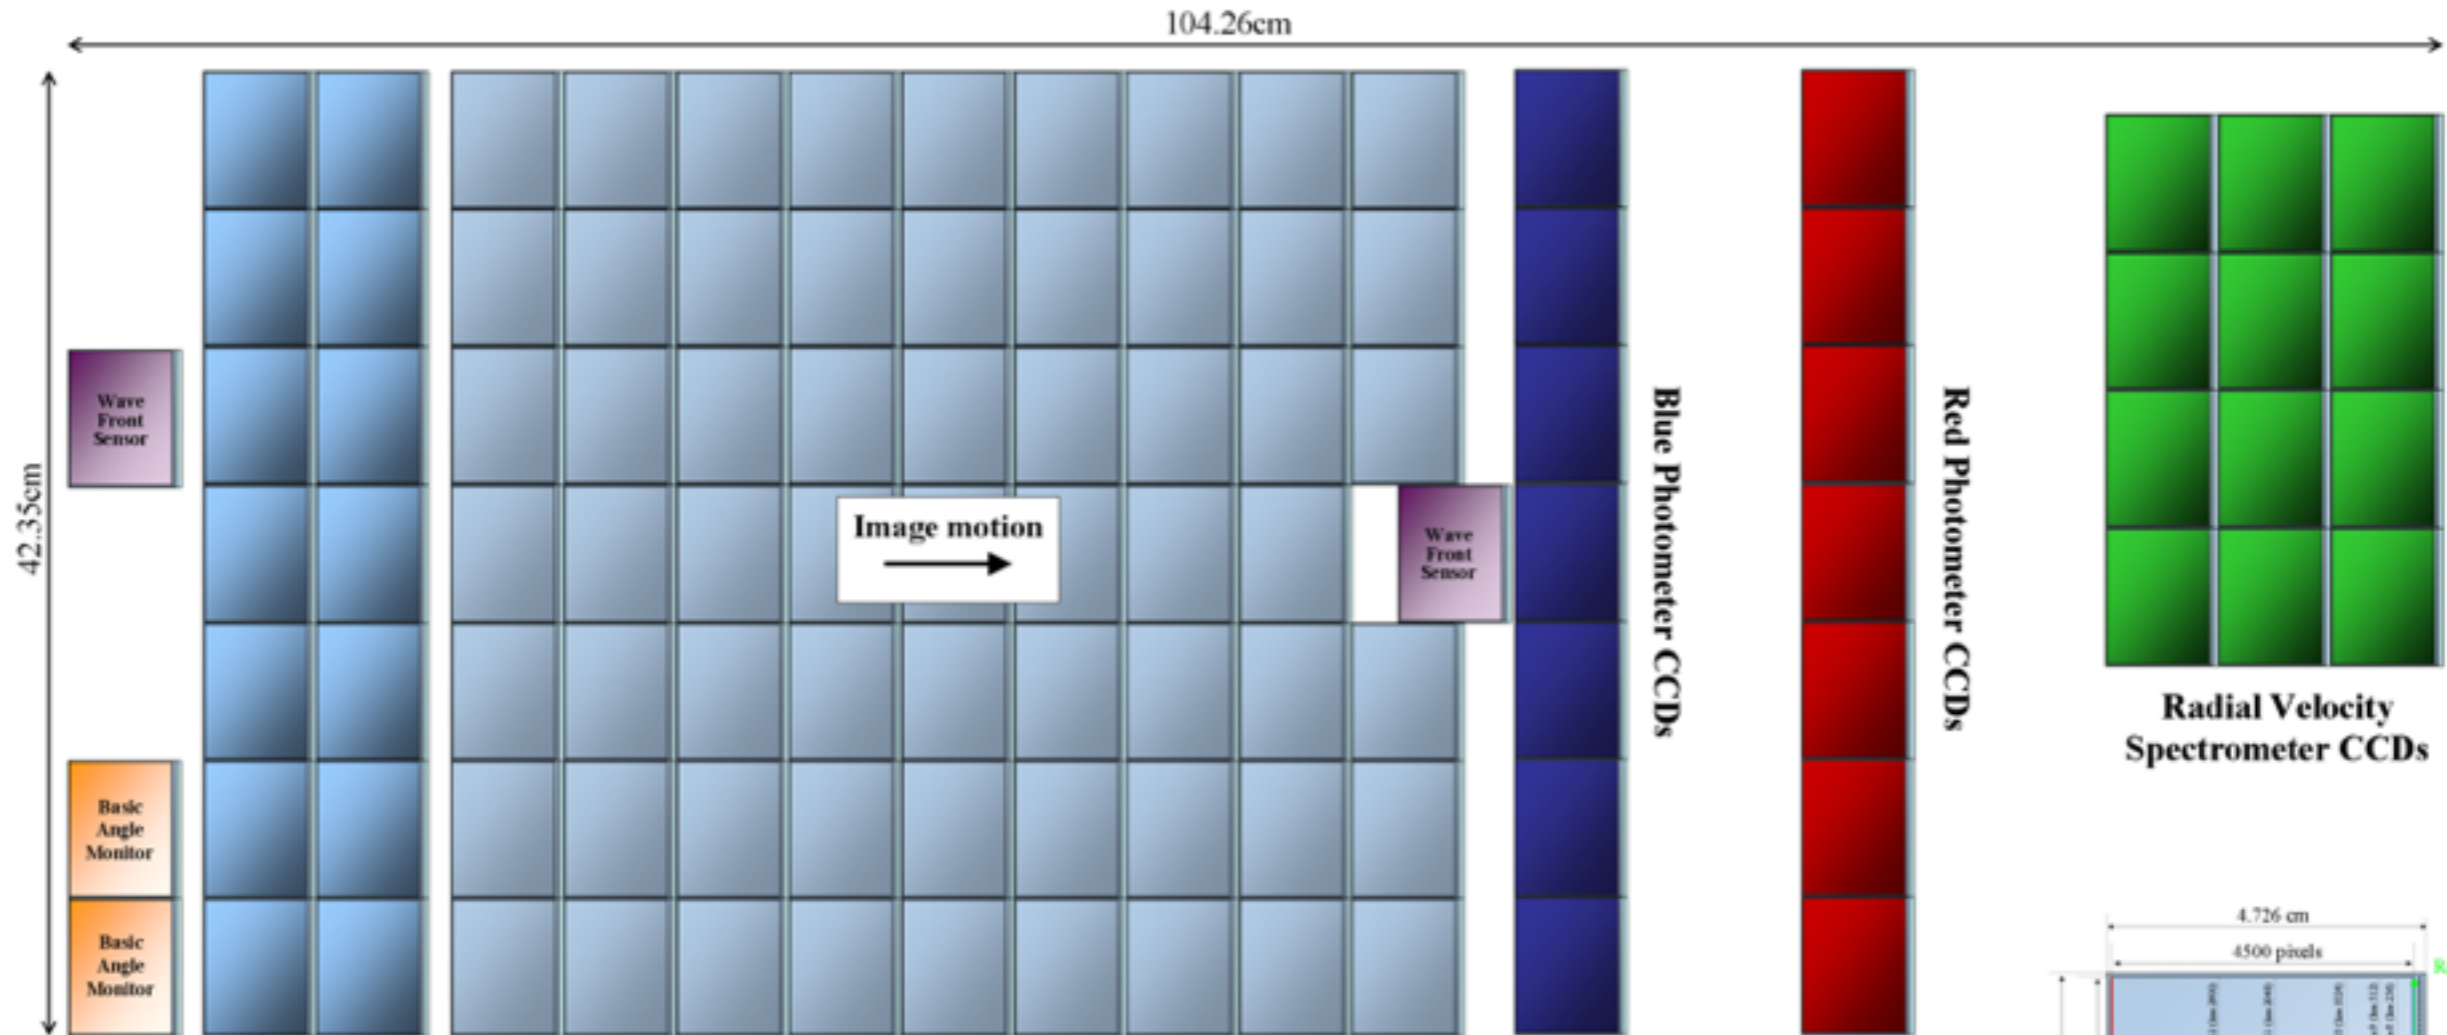 104.26cm
42.35cm
Wave
Front
Sensor
Image motion
Wave
Front
Sensor
Blue Photometer CCDs
Red Photometer CCDs
Radial Velocity
Spectrometer CCDs
Basic
Angle
Monitor
Basic
Angle
Monitor
4.726 cm
4500 pixels
R